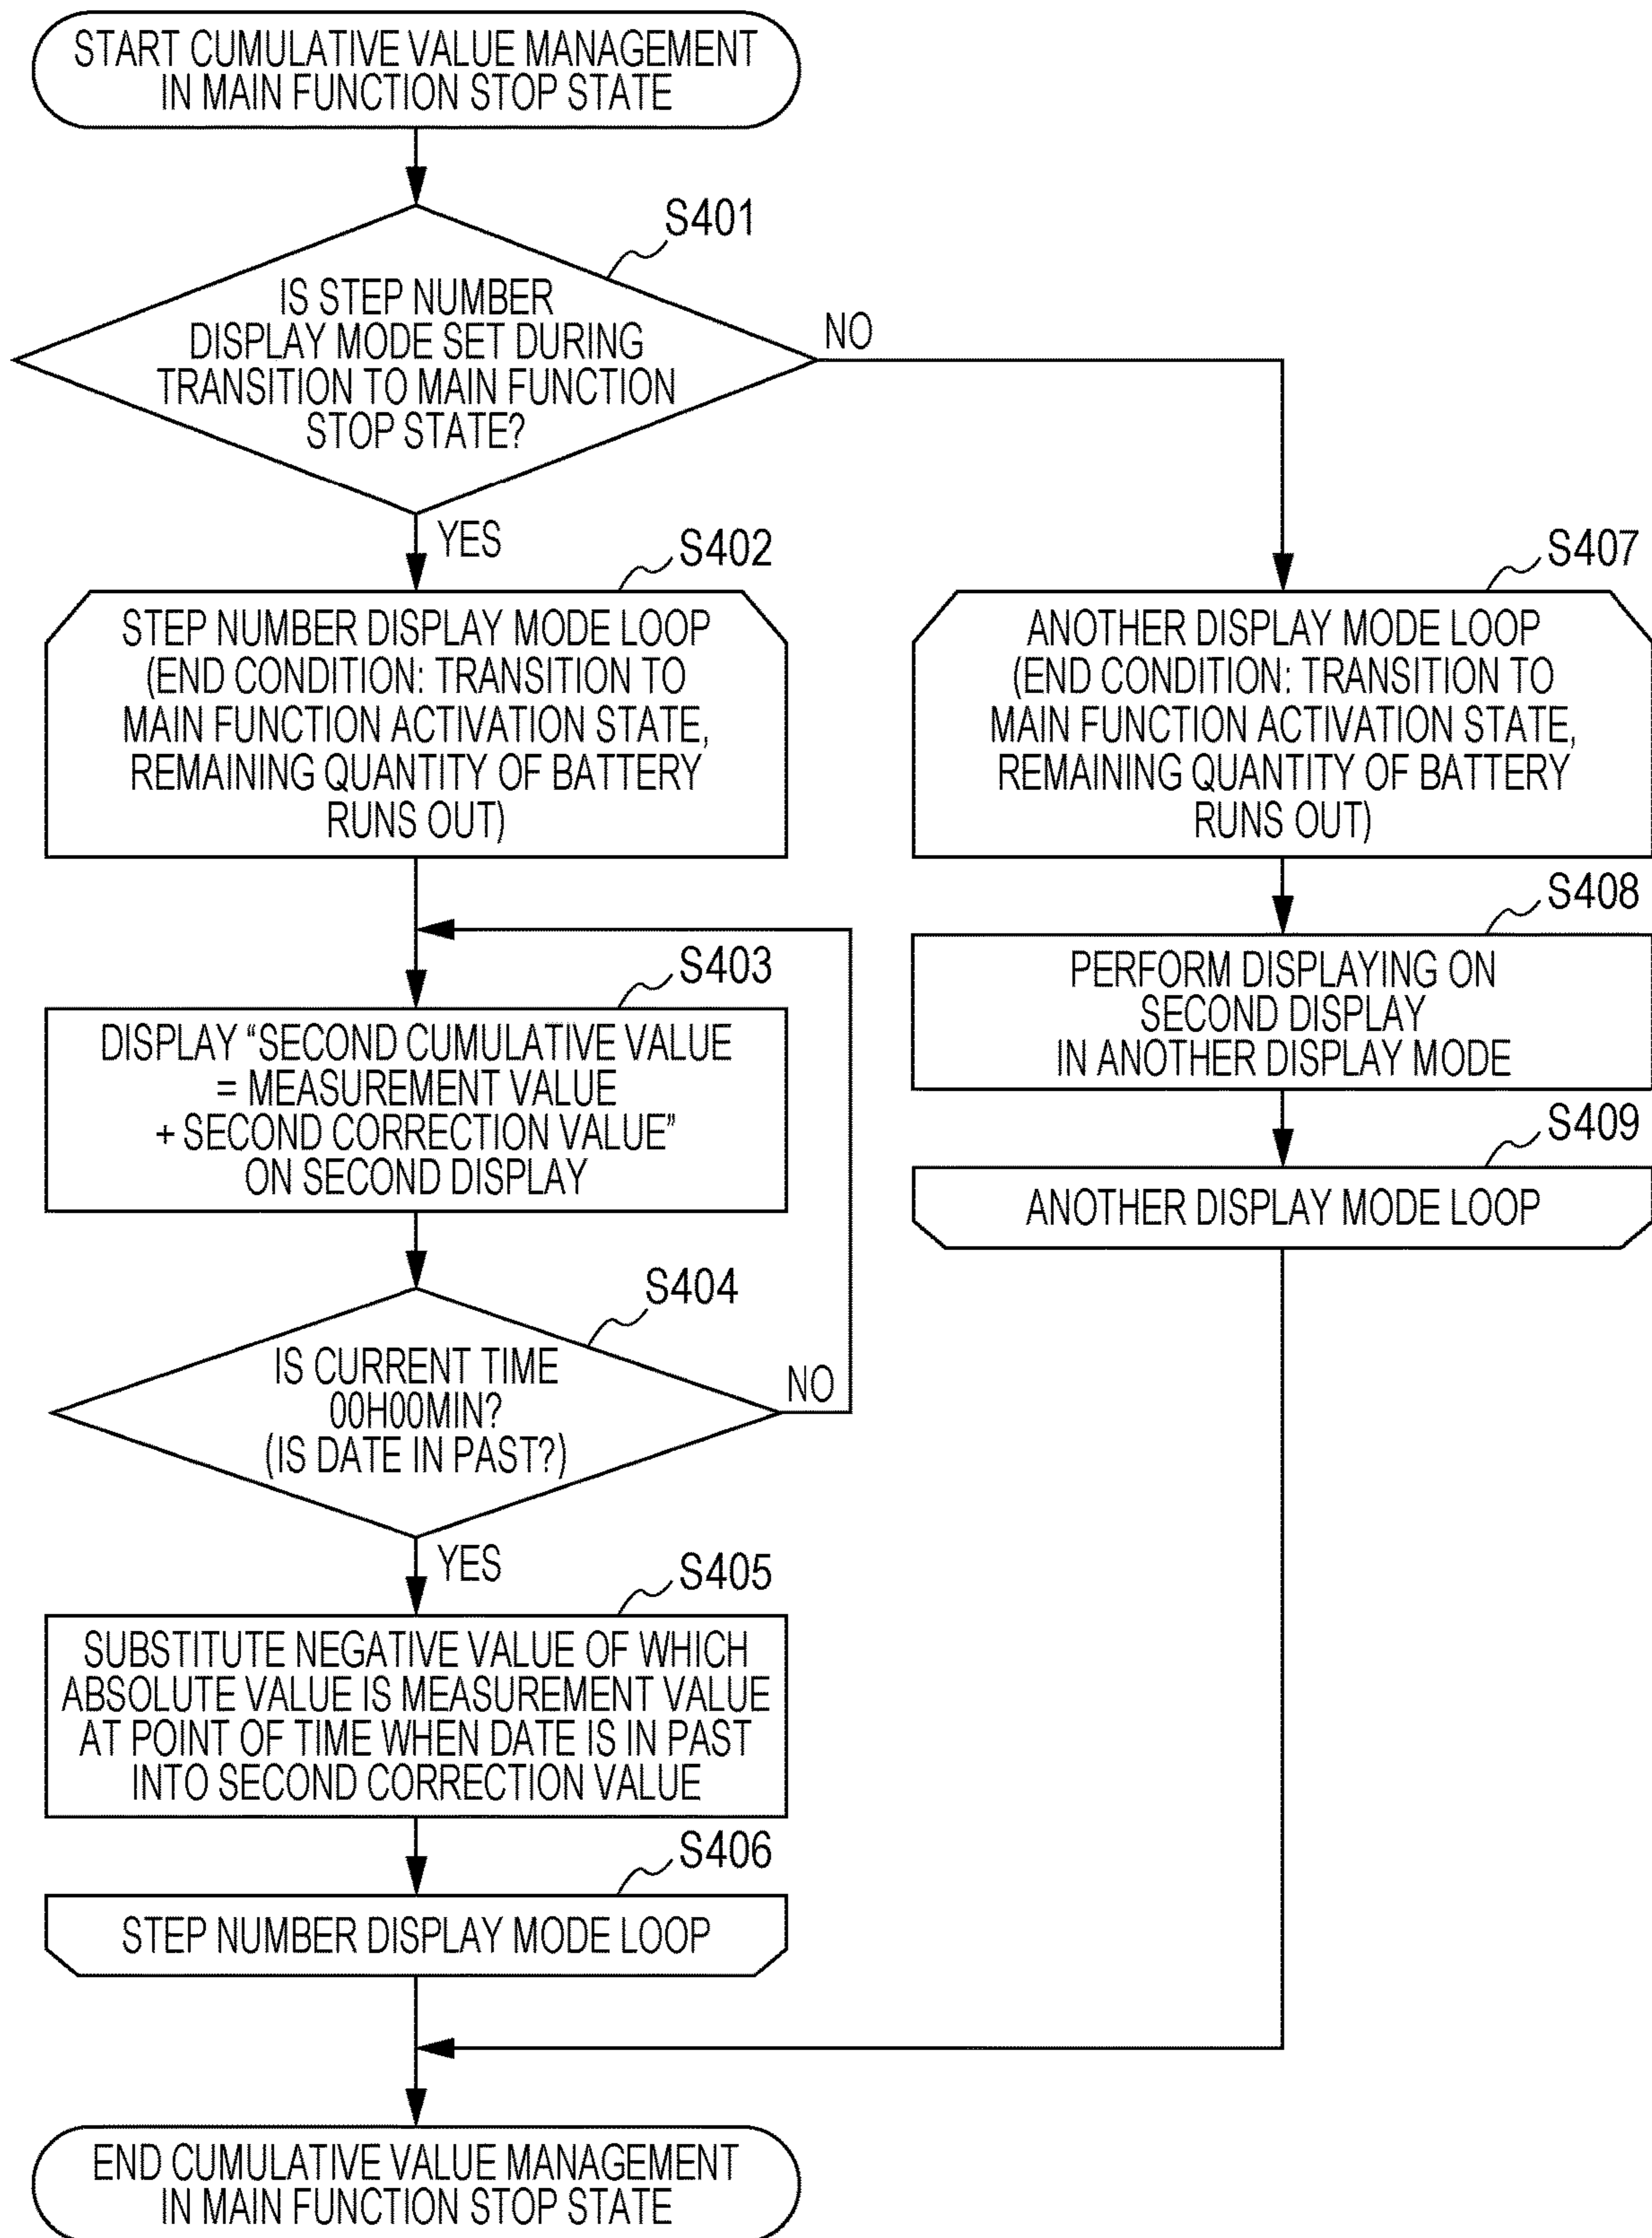 START CUMULATIVE VALUE MANAGEMENT
IN MAIN FUNCTION STOP STATE
S401
IS STEP NUMBER
DISPLAY MODE SET DURING
TRANSITION TO MAIN FUNCTION
STOP STATE?
NO
YES
S402
STEP NUMBER DISPLAY MODE LOOP
(END CONDITION: TRANSITION TO
MAIN FUNCTION ACTIVATION STATE,
REMAINING QUANTITY OF BATTERY
RUNS OUT)
S403
DISPLAY “SECOND CUMULATIVE VALUE
= MEASUREMENT VALUE
+ SECOND CORRECTION VALUE”
ON SECOND DISPLAY
S404
IS CURRENT TIME
00H00MIN?
(IS DATE IN PAST?)
NO
YES
S405
SUBSTITUTE NEGATIVE VALUE OF WHICH
ABSOLUTE VALUE IS MEASUREMENT VALUE
AT POINT OF TIME WHEN DATE IS IN PAST
INTO SECOND CORRECTION VALUE
S406
STEP NUMBER DISPLAY MODE LOOP
S407
ANOTHER DISPLAY MODE LOOP
(END CONDITION: TRANSITION TO
MAIN FUNCTION ACTIVATION STATE,
REMAINING QUANTITY OF BATTERY
RUNS OUT)
S408
PERFORM DISPLAYING ON
SECOND DISPLAY
IN ANOTHER DISPLAY MODE
S409
ANOTHER DISPLAY MODE LOOP
END CUMULATIVE VALUE MANAGEMENT
IN MAIN FUNCTION STOP STATE